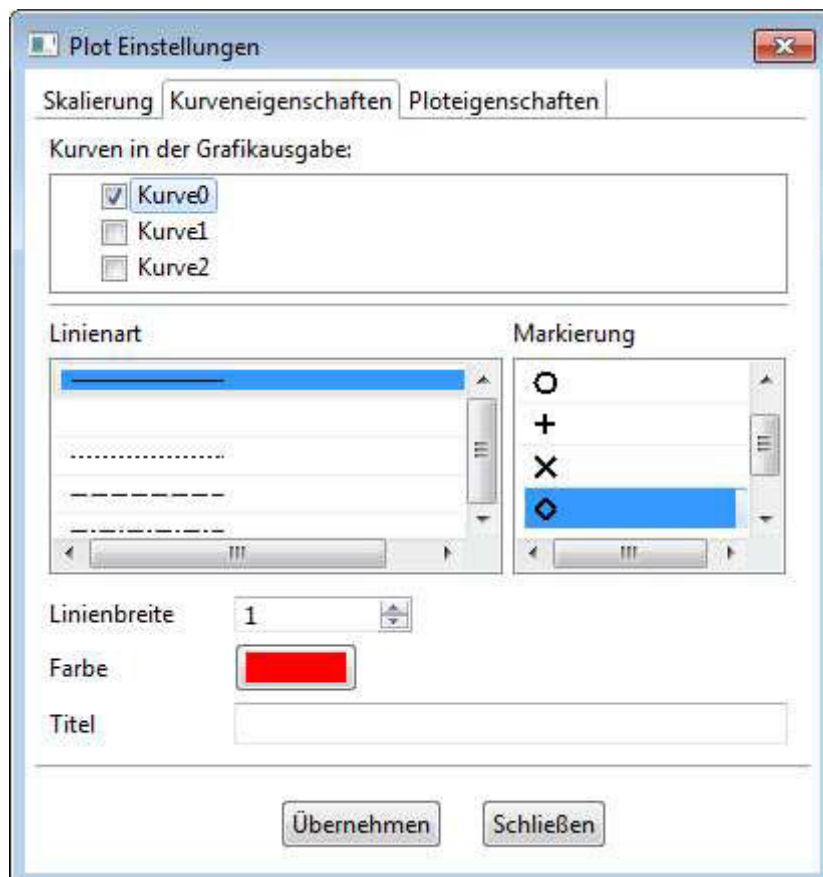 Plot Einstellungen
Skalierung Kurveneigenschaften Ploteigenschaften
Kurven in der Grafikausgabe:
Kurve0
Kurve1
Kurve2
Linienart
Markierung
Linienbreite 1
Farbe
Titel
Übernehmen Schließen